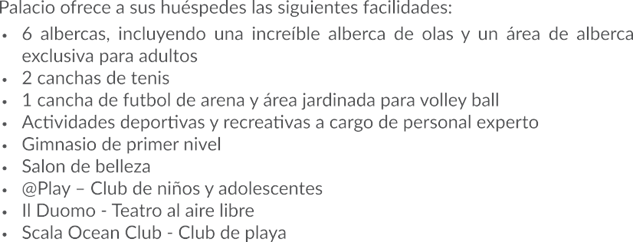 Palacio ofrece a sus huéspedes las siguientes facilidades:
• 6 albercas, incluyendo una increíble alberca de olas y un área de alberca
exclusiva para adultos
• 2 canchas de tenis
• 1 cancha de futbol de arena y área jardinada para volley ball
• Actividades deportivas y recreativas a cargo de personal experto
• Gimnasio de primer nivel
• Salon de belleza
• @Play – Club de niños y adolescentes
• Il Duomo - Teatro al aire libre
• Scala Ocean Club - Club de playa